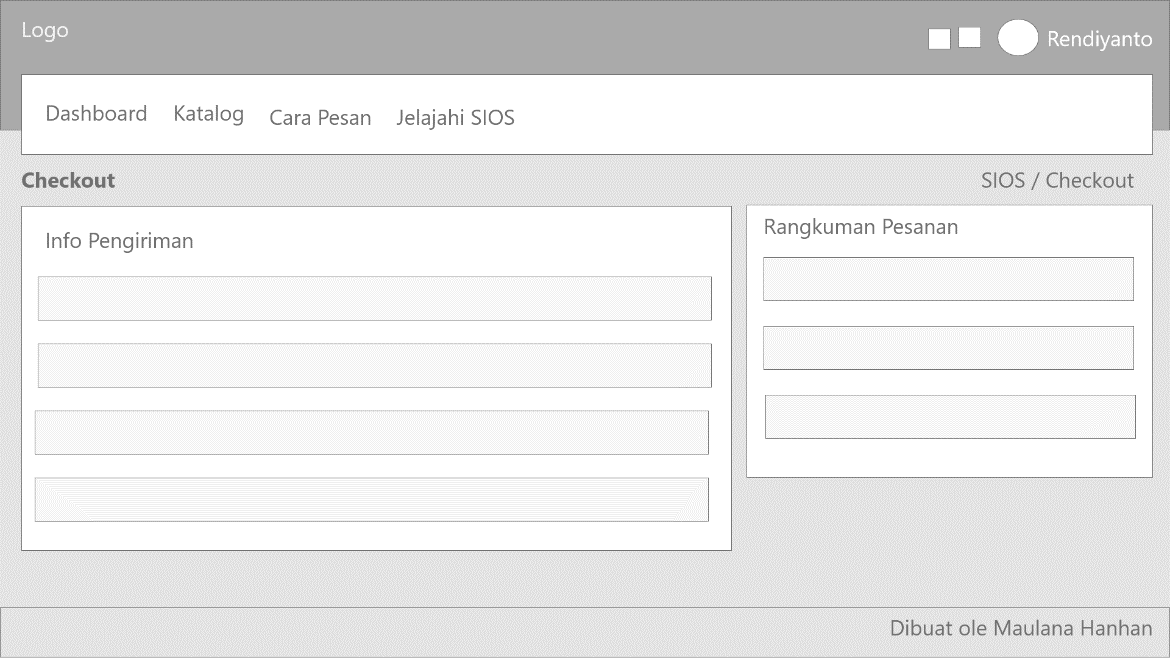 Logo
Rendiyanto
Dashboard Katalog Cara Pesan Jelajahi SIOS
Checkout
SIOS / Checkout
Info Pengiriman
Rangkuman Pesanan
Dibuat ole Maulana Hanhan